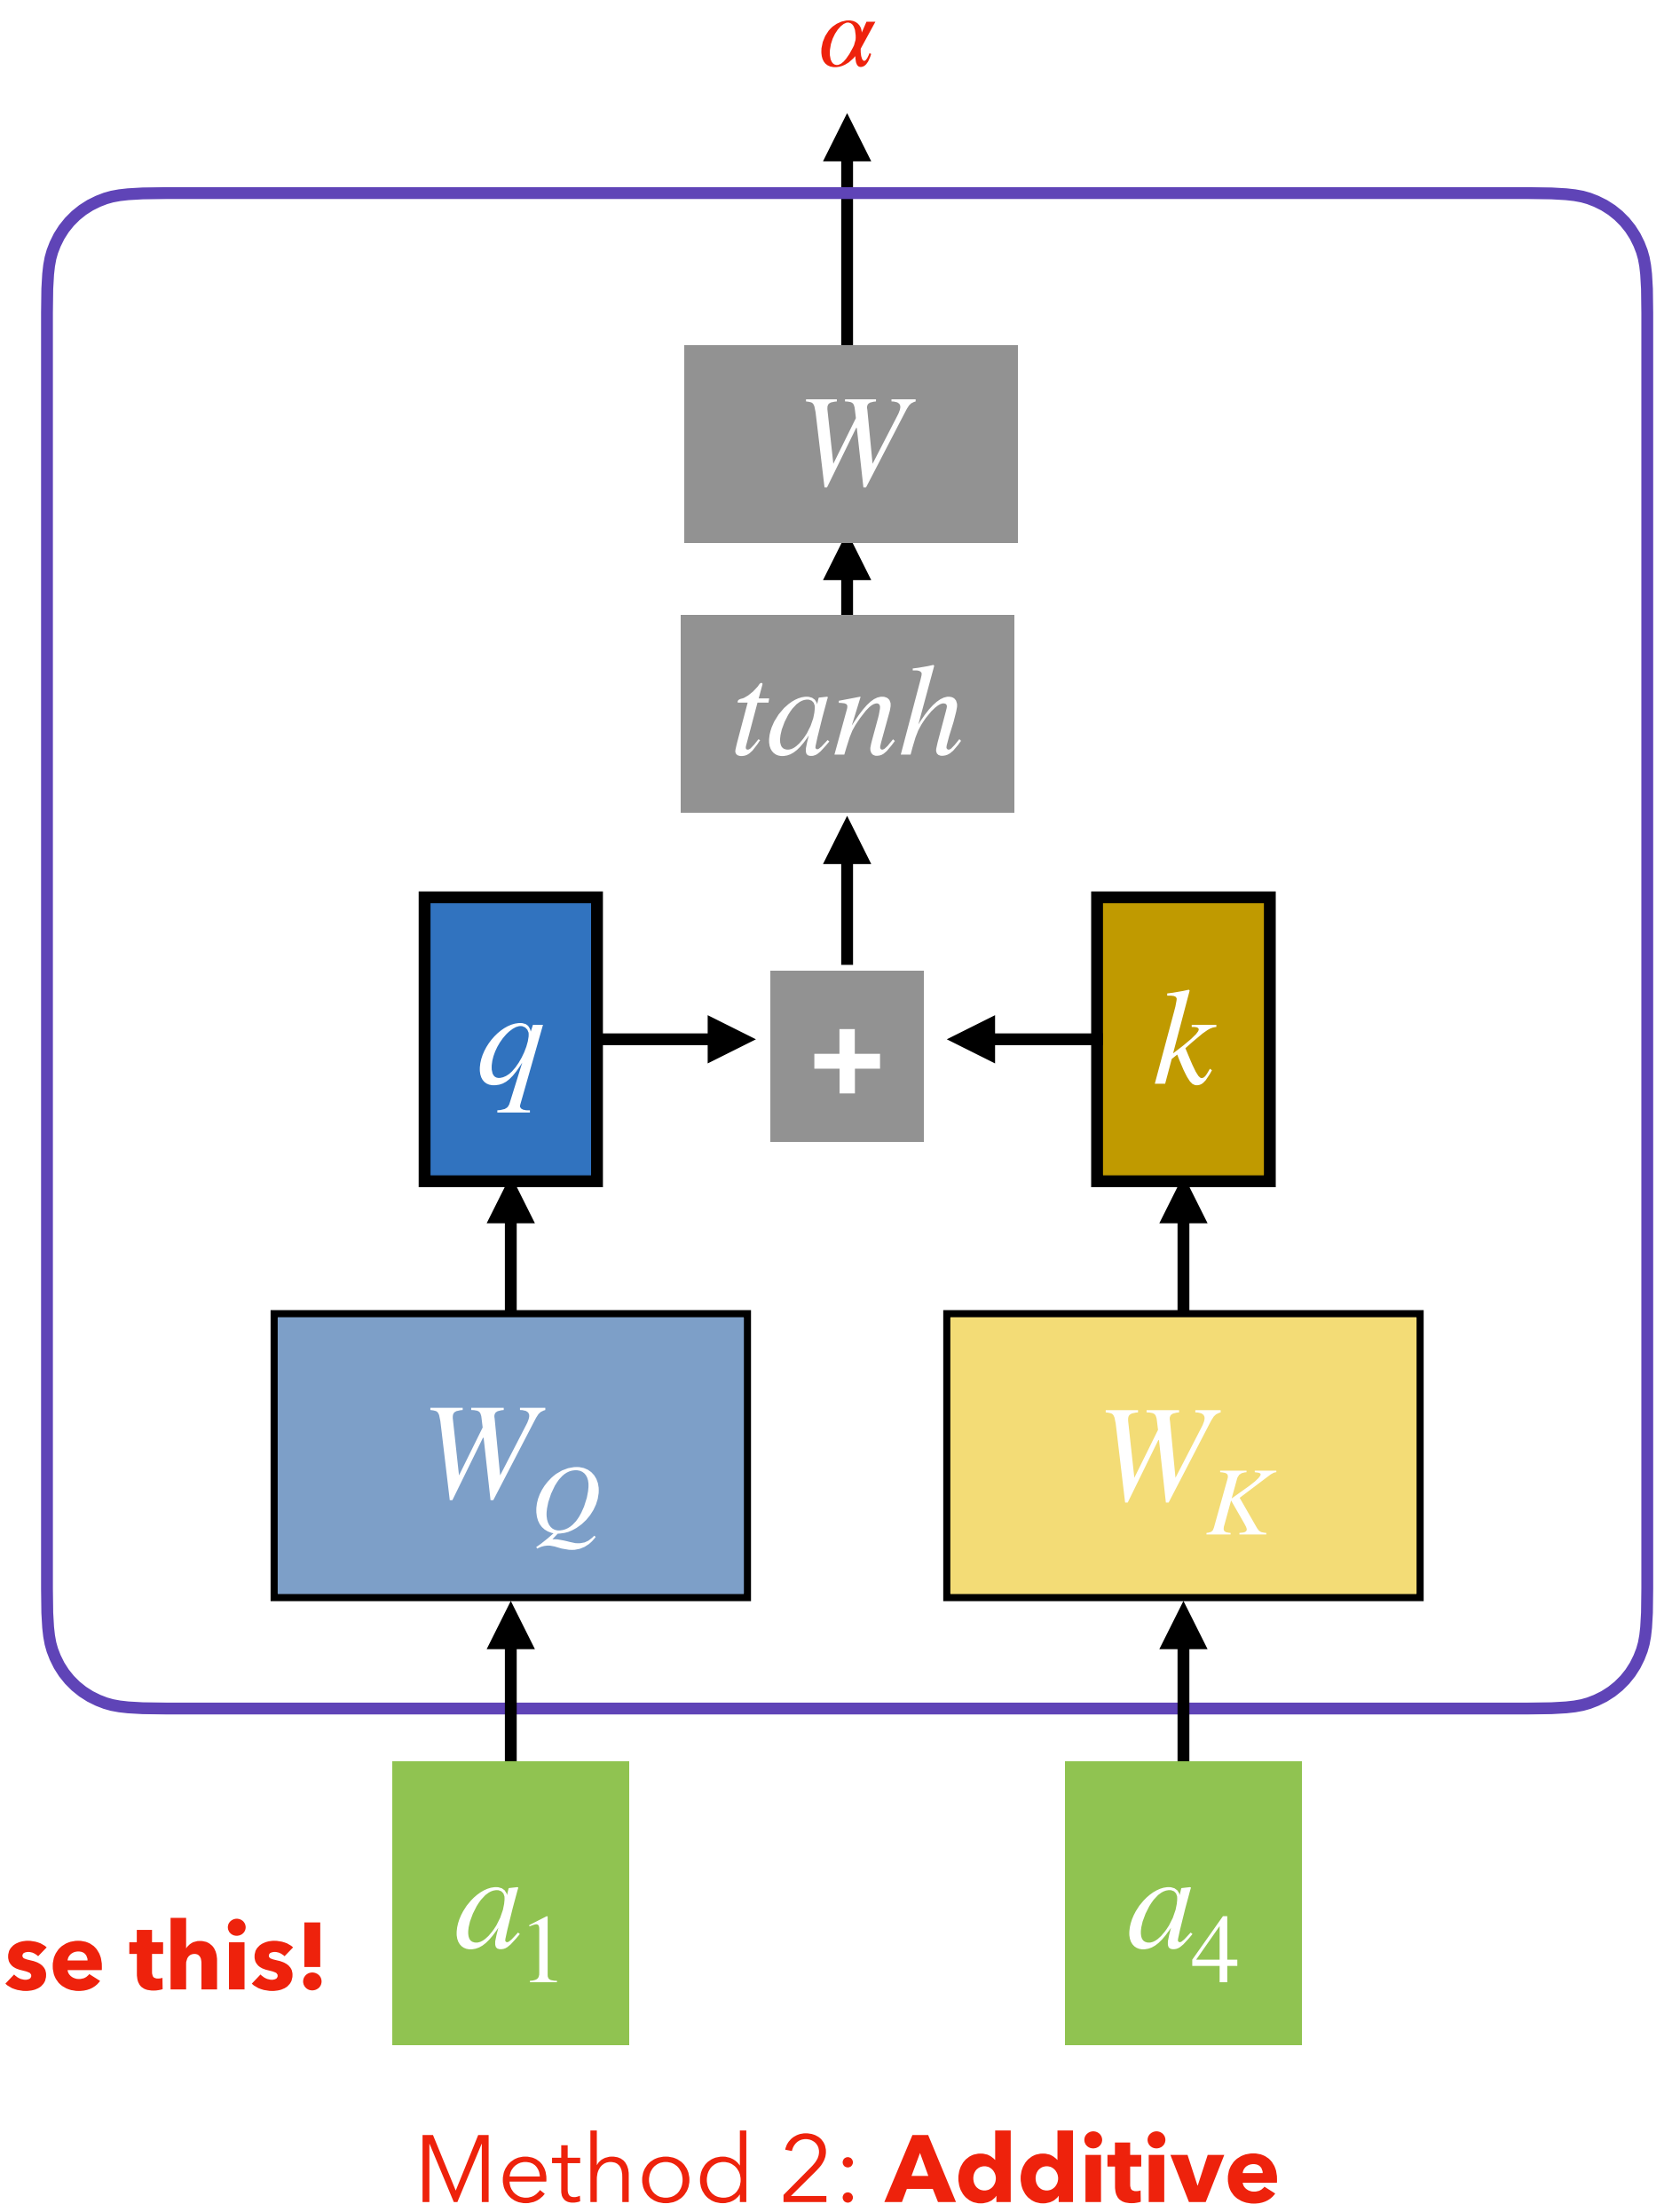 α
W
tanh
q + k
W_Q W_K
a_1 a_4
se this!
Method 2: Additive